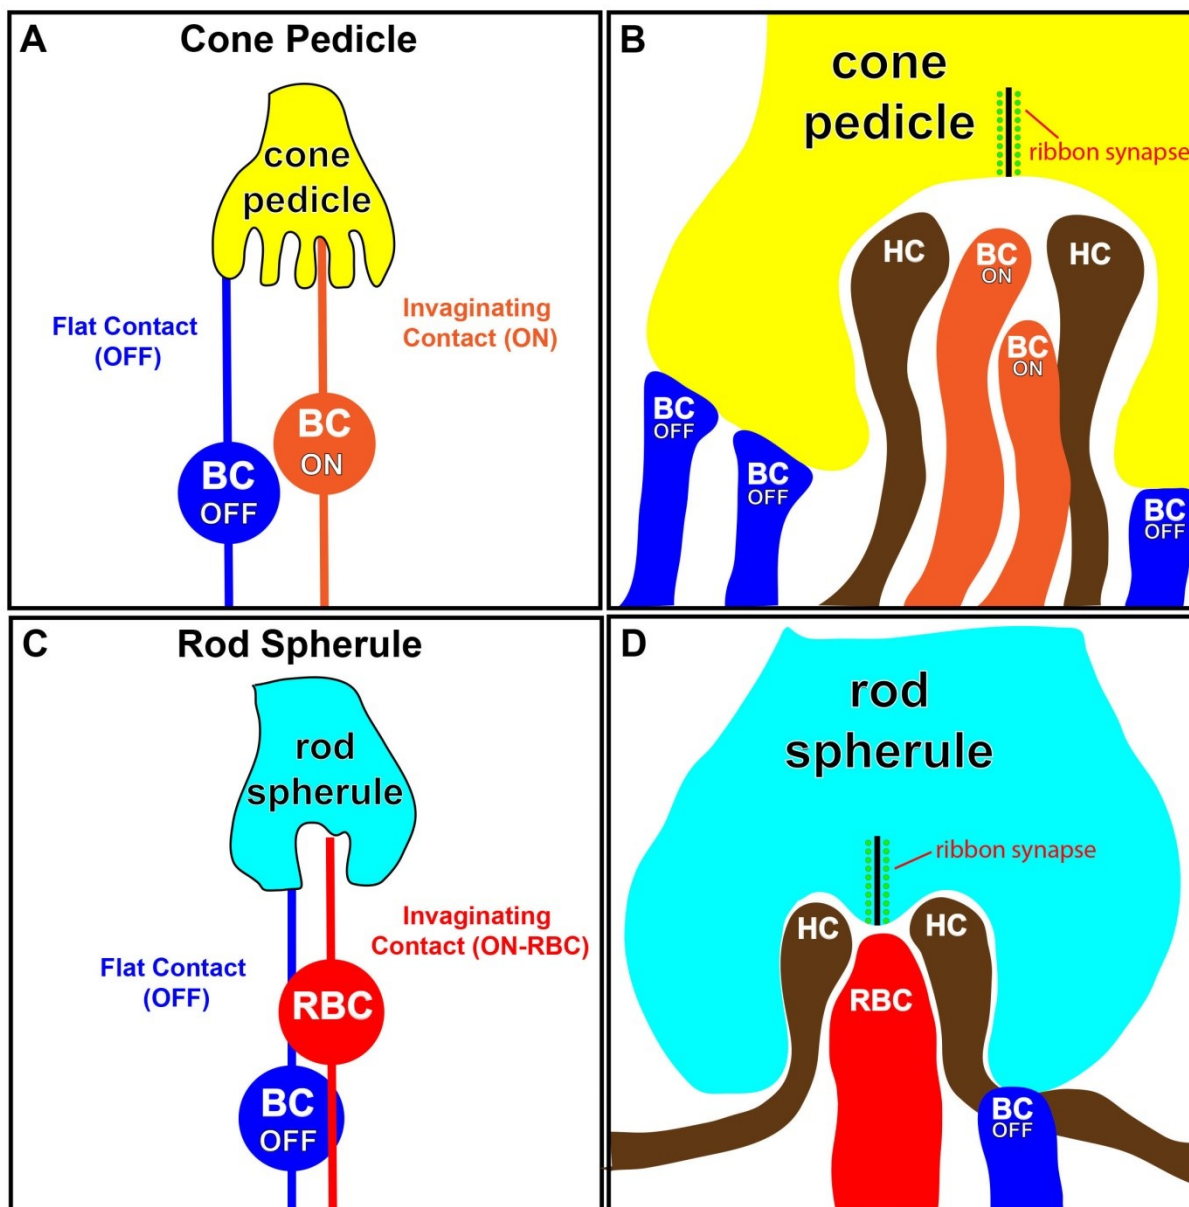 A
Cone Pedicle
cone
pedicle
Flat Contact
(OFF)
Invaginating
Contact (ON)
BC
ON
BC
OFF
B
cone
pedicle
ribbon synapse
HC
BC
ON
HC
BC
ON
BC
OFF
BC
OFF
BC
OFF
C
Rod Spherule
rod
spherule
Invaginating
Contact (ON-RBC)
Flat Contact
(OFF)
RBC
BC
OFF
D
rod
spherule
ribbon synapse
HC
HC
RBC
BC
OFF